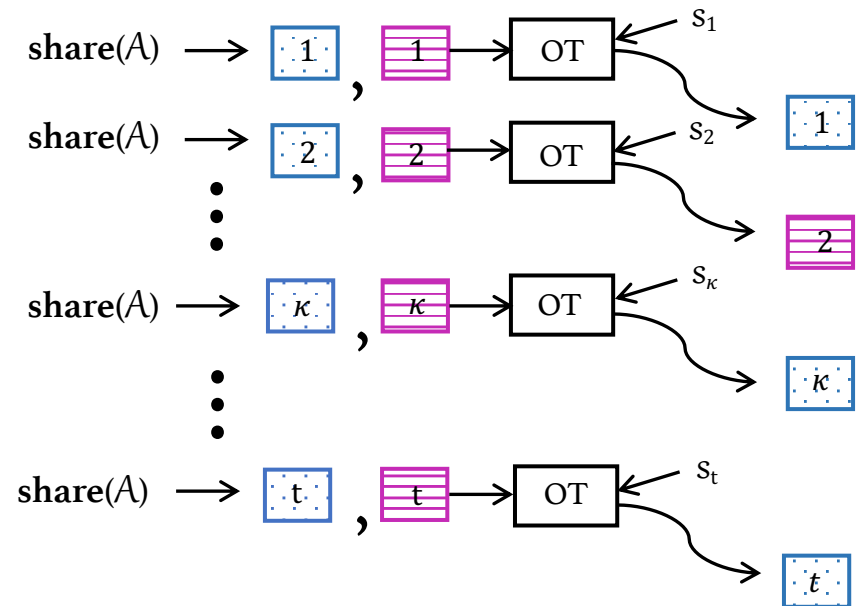 share(A) 1 , 1 OT s₁
1
share(A) 2 , 2 OT s₂
2
share(A) κ , κ OT sκ
κ
share(A) t , t OT sₜ
t